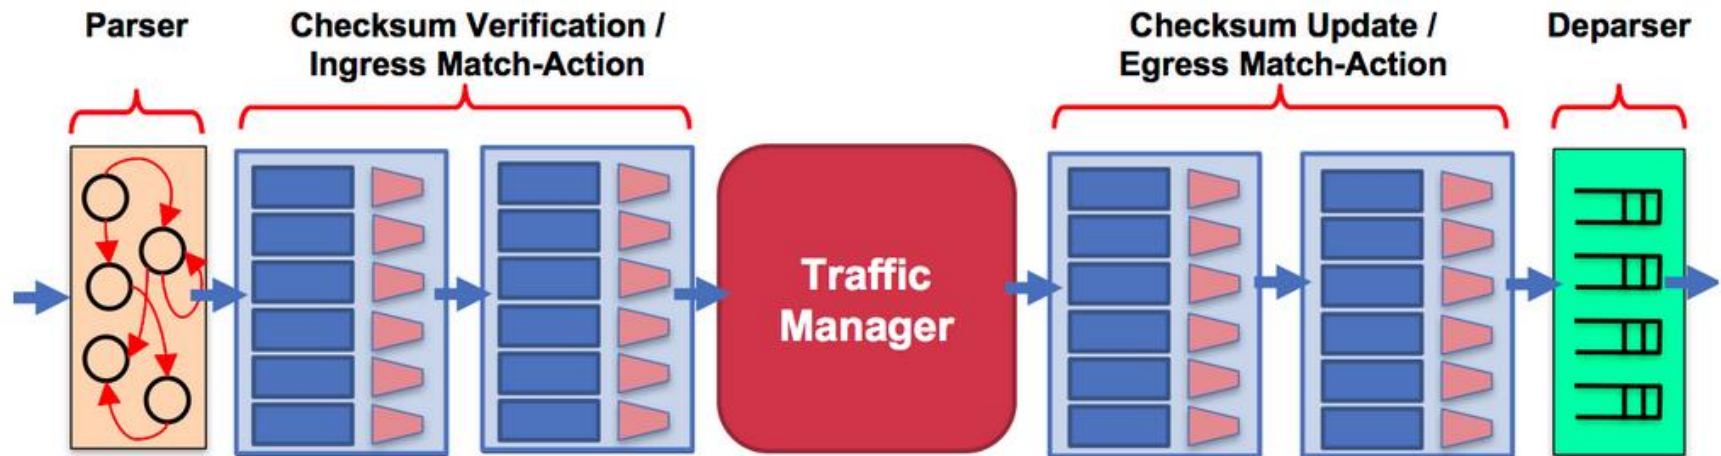 Parser
Checksum Verification /
Ingress Match-Action
Checksum Update /
Egress Match-Action
Deparser
Traffic
Manager